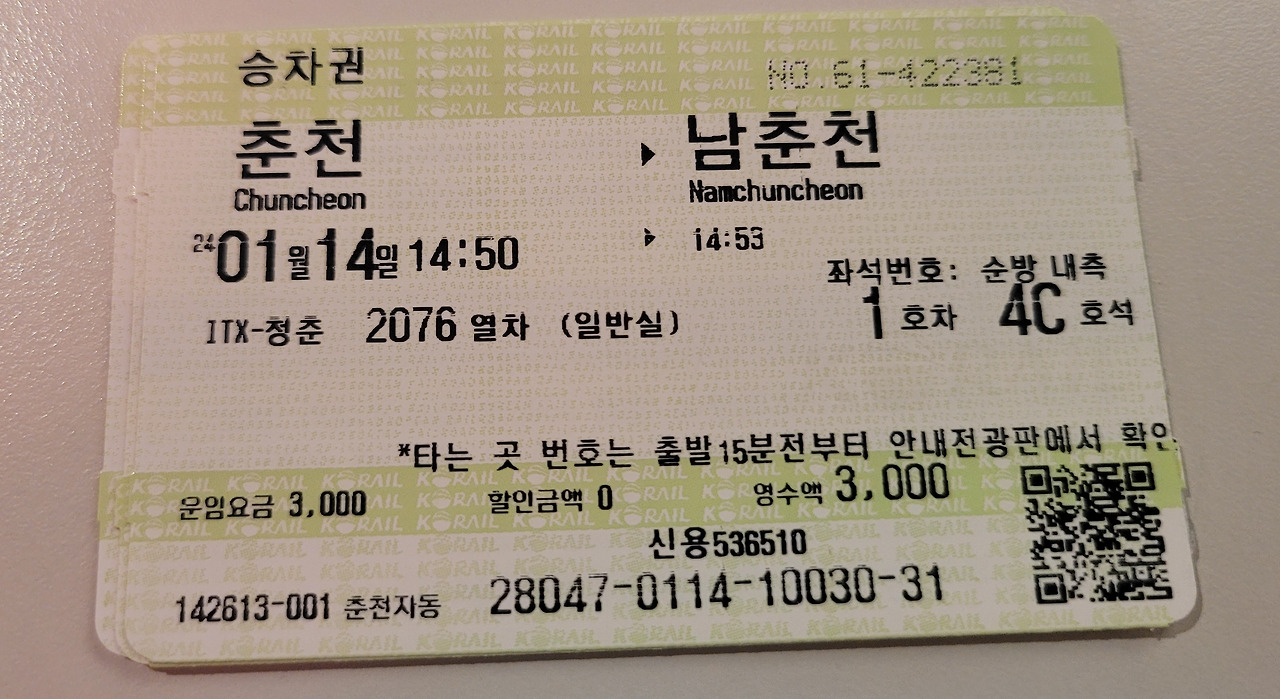 승차권 NO.61-422381
춘천 ▶ 남춘천
Chuncheon Namchuncheon
24 01월 14일 14:50 ▶ 14:53
좌석번호: 순방 내측
ITX-청춘 2076 열차 (일반실) 1 호차 4C 호석
*타는 곳 번호는 출발15분전부터 안내전광판에서
운임요금 3,000 할인금액 0 영수액 3,000
신용536510
142613-001 춘천자동 28047-0114-10030-31